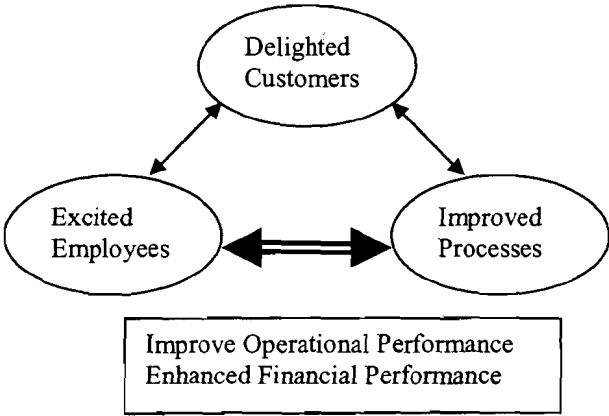 Delighted
Customers
Excited
Employees
Improved
Processes
Improve Operational Performance
Enhanced Financial Performance